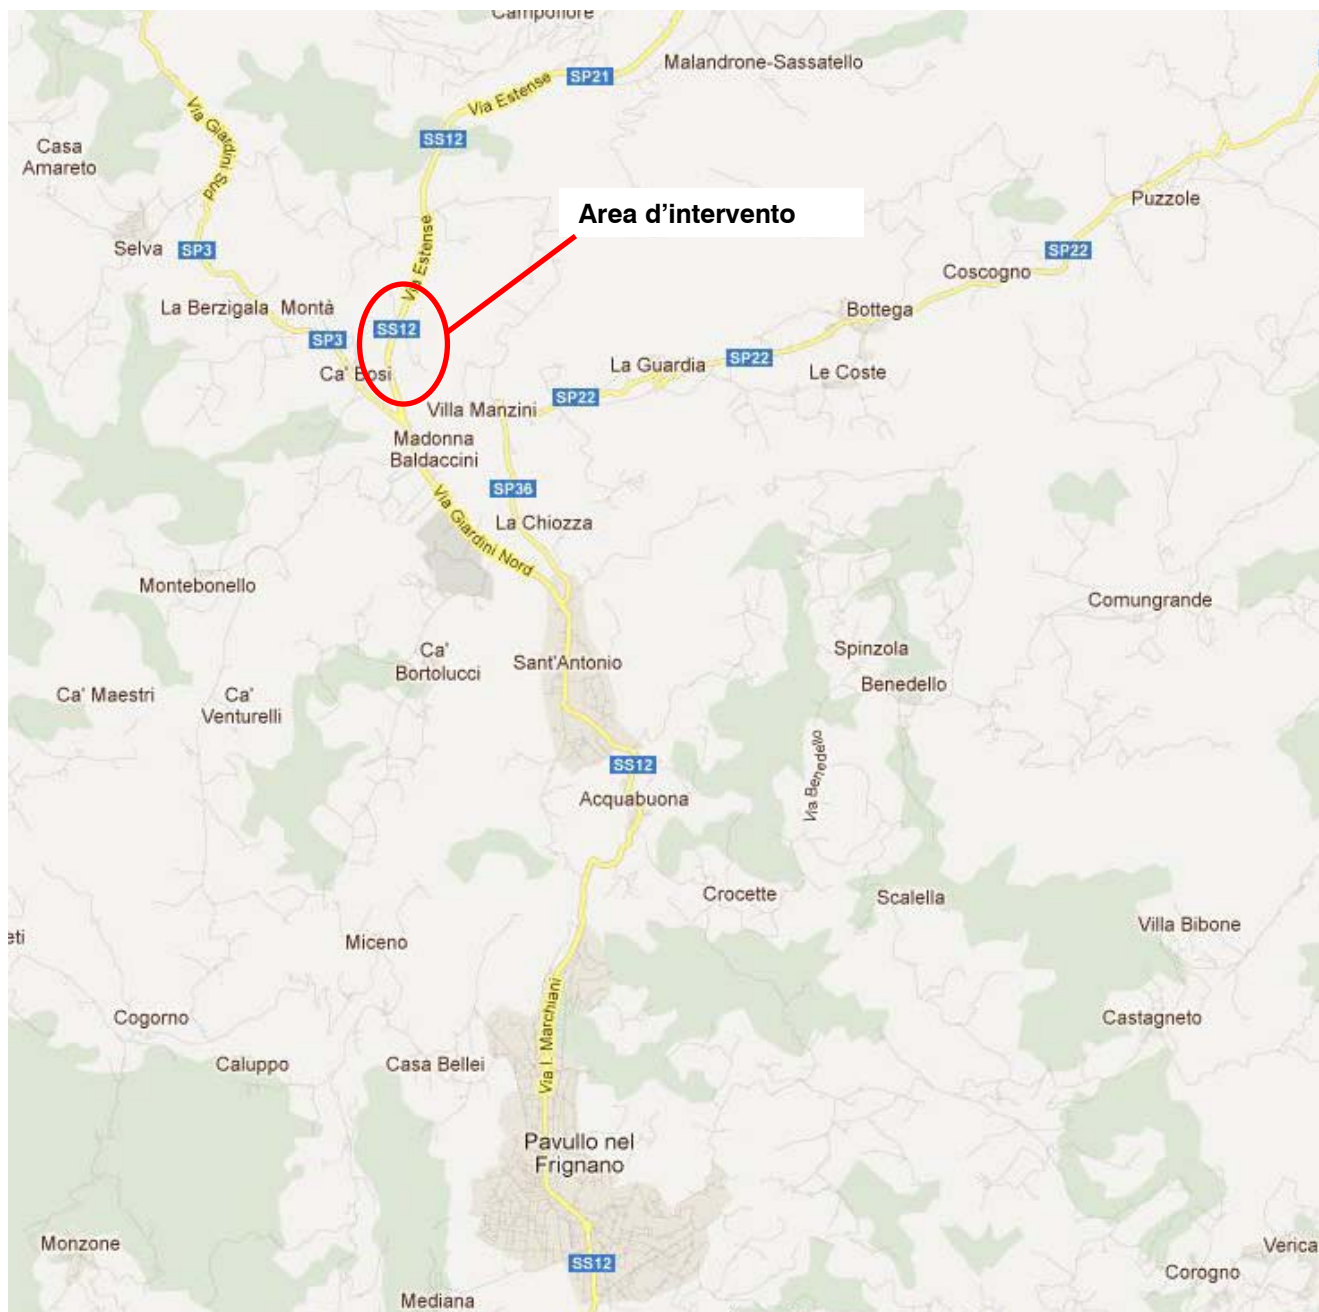 Campofiore
Malandrone-Sassatello
SP21
Via Estense
Via Giardini Sud
SS12
Casa
Amareto
Puzzole
Area d'intervento
Via Estense
Selva
SP3
SP22
Coscogno
La Berzigala
Montà
Bottega
SS12
SP3
La Guardia
SP22
Le Coste
Ca' Bosi
SP22
Villa Manzini
Madonna
Baldaccini
SP36
Via Giardini Nord
La Chiozza
Montebonello
Comungrande
Ca'
Bortolucci
Sant'Antonio
Spinzola
Benedello
Ca' Maestri
Ca'
Venturelli
Via Benedello
SS12
Acquabuona
Crocette
Scalella
Villa Bibone
eti
Miceno
Via I. Marchiani
Cogorno
Castagneto
Caluppo
Casa Bellei
Pavullo nel
Frignano
Monzone
Verica
SS12
Corogno
Mediana